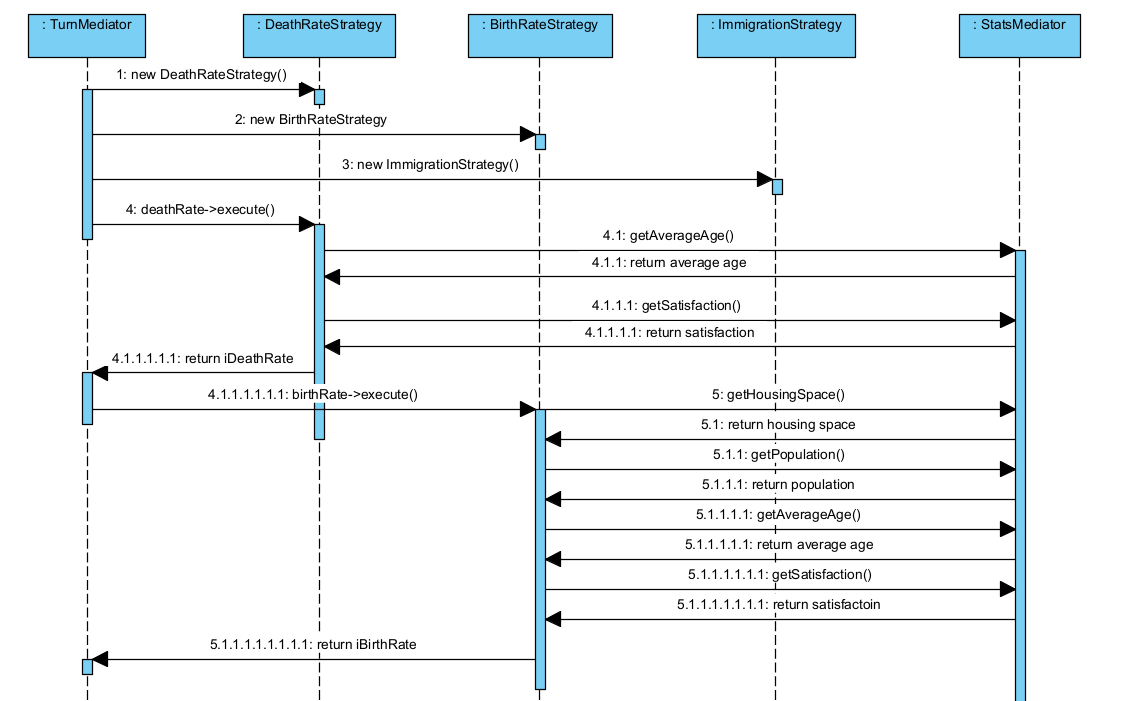 : TurnMediator
: DeathRateStrategy
: BirthRateStrategy
: ImmigrationStrategy
: StatsMediator
1: new DeathRateStrategy()
2: new BirthRateStrategy
3: new ImmigrationStrategy()
4: deathRate->execute()
4.1: getAverageAge()
4.1.1: return average age
4.1.1.1: getSatisfaction()
4.1.1.1.1: return satisfaction
4.1.1.1.1.1: return iDeathRate
4.1.1.1.1.1.1: birthRate->execute()
5: getHousingSpace()
5.1: return housing space
5.1.1: getPopulation()
5.1.1.1: return population
5.1.1.1.1: getAverageAge()
5.1.1.1.1.1: return average age
5.1.1.1.1.1.1: getSatisfaction()
5.1.1.1.1.1.1.1: return satisfactoin
5.1.1.1.1.1.1.1.1: return iBirthRate